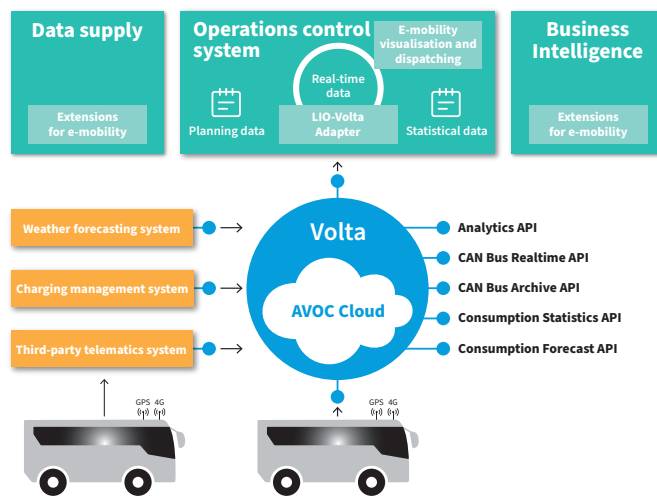 Data supply
Extensions
for e-mobility
Operations control
system
E-mobility
visualisation and
dispatching
Real-time
data
Planning data
LIO-Volta
Adapter
Statistical data
Business
Intelligence
Extensions
for e-mobility
Weather forecasting system
Charging management system
Third-party telematics system
Volta
AVOC Cloud
Analytics API
CAN Bus Realtime API
CAN Bus Archive API
Consumption Statistics API
Consumption Forecast API
GPS 4G
GPS 4G